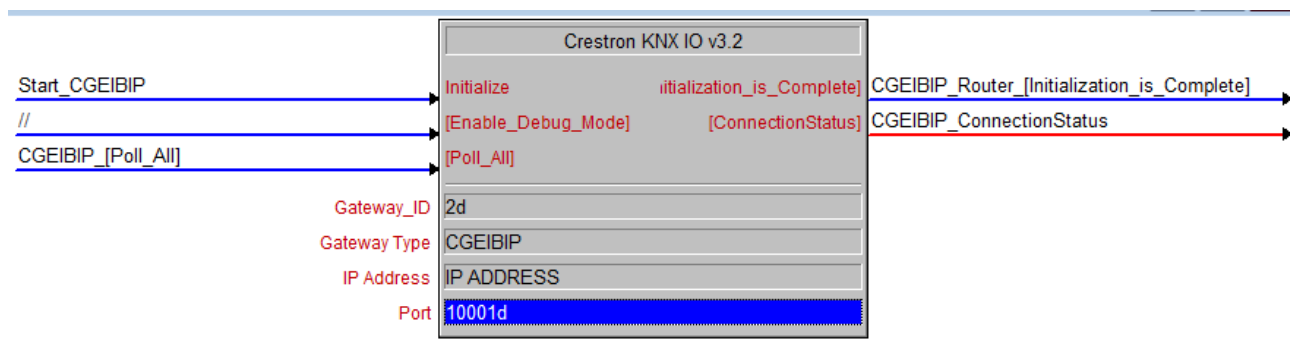 Crestron KNX IO v3.2
Start_CGEIBIP Initialize itialization_is_Complete] CGEIBIP_Router_[Initialization_is_Complete]
// [Enable_Debug_Mode] [ConnectionStatus] CGEIBIP_ConnectionStatus
CGEIBIP_[Poll_All] [Poll_All]
Gateway_ID 2d
Gateway Type CGEIBIP
IP Address IP ADDRESS
Port 10001d